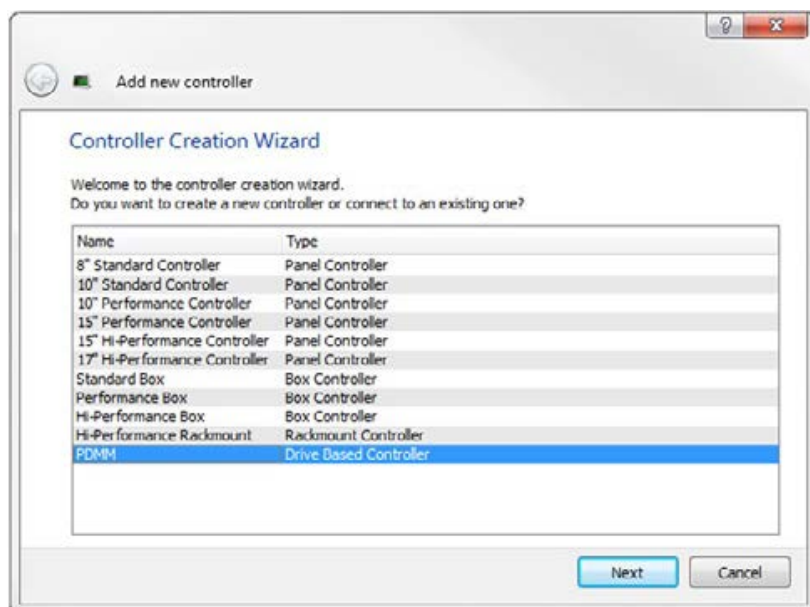 Add new controller
Controller Creation Wizard
Welcome to the controller creation wizard.
Do you want to create a new controller or connect to an existing one?
Name Type
8" Standard Controller Panel Controller
10" Standard Controller Panel Controller
10" Performance Controller Panel Controller
15" Performance Controller Panel Controller
15" Hi-Performance Controller Panel Controller
17" Hi-Performance Controller Panel Controller
Standard Box Box Controller
Performance Box Box Controller
Hi-Performance Box Box Controller
Hi-Performance Rackmount Rackmount Controller
PDMM Drive Based Controller
Next Cancel